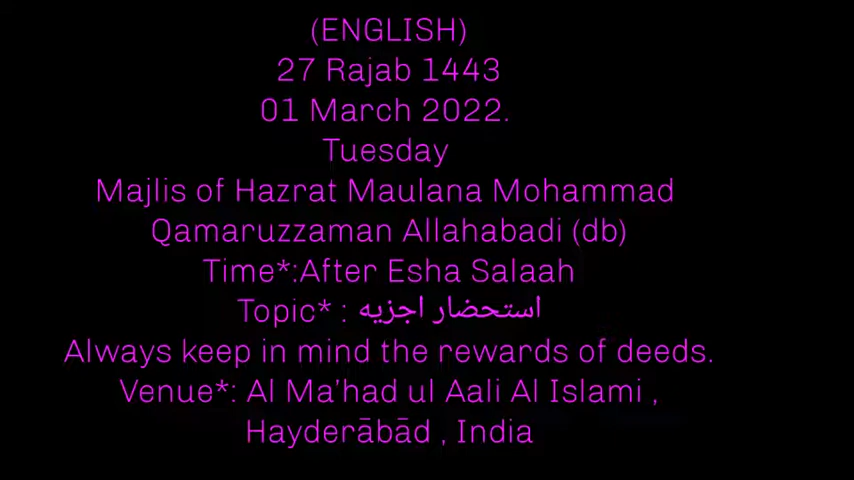 (ENGLISH)
27 Rajab 1443
01 March 2022.
Tuesday
Majlis of Hazrat Maulana Mohammad
Qamaruzzaman Allahabadi (db)
Time*:After Esha Salaah
Topic* : استحضار اجزیه
Always keep in mind the rewards of deeds.
Venue*: Al Ma’had ul Aali Al Islami ,
Hayderābād , India